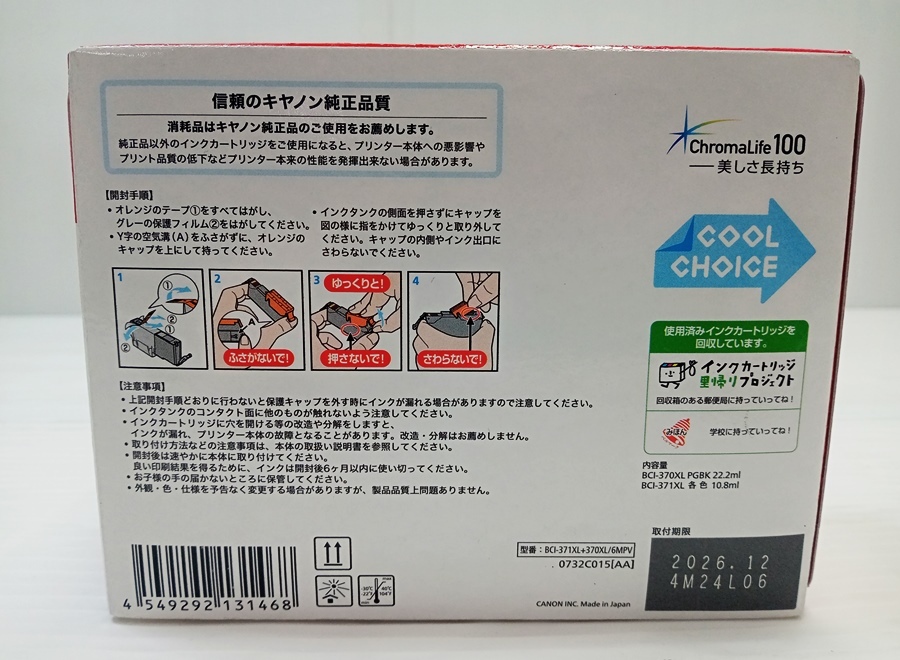 信頼のキヤノン純正品質
消耗品はキヤノン純正品のご使用をお薦めします。
純正品以外のインクカートリッジをご使用になると、プリンター本体への悪影響や
プリント品質の低下などプリンター本来の性能を発揮出来ない場合があります。
ChromaLife100
美しさ長持ち
COOL
CHOICE
【開封手順】
・オレンジのテープ①をすべてはがし、
グレーの保護フィルム②をはがしてください。
・Y字の空気溝(A)をふさがずに、オレンジの
キャップを上にして持ってください。
・インクタンクの側面を押さずにキャップを
図の様に指をかけてゆっくりと取り外して
ください。キャップの内側やインク出口に
さわらないでください。
1
①
②
①
②
2
A
ふさがないで!
3
ゆっくりと!
押さないで!
4
さわらないで!
使用済みインクカートリッジを
回収しています。
インクカートリッジ
里帰りプロジェクト
回収箱のある郵便局に持っていってね!
みほん
学校に持っていってね!
【注意事項】
・上記開封手順どおりに行わないと保護キャップを外す時にインクが漏れる場合がありますので注意してください。
・インクタンクのコンタクト面に他のものが触れないよう注意してください。
・インクカートリッジに穴を開ける等の改造や分解をしますと、
インクが漏れ、プリンター本体の故障となることがあります。改造・分解はお薦めしません。
・取り付け方法などの注意事項は、本体の取扱い説明書を参照してください。
・開封後は速やかに本体に取り付けてください。
良い印刷結果を得るために、インクは開封後6ヶ月以内に使い切ってください。
・お子様の手の届かないところに保管してください。
・外観・色・仕様を予告なく変更する場合がありますが、製品品質上問題ありません。
内容量
BCI-370XL PGBK 22.2ml
BCI-371XL 各色 10.8ml
取付期限
2026.12
4M24L06
型番:BCI-371XL+370XL/6MPV
0732C015[AA]
CANON INC. Made in Japan
4 549292 131468
max
40℃
104°F
-30℃
-22°F
min